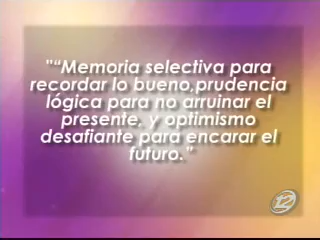 "“Memoria selectiva para
recordar lo bueno,prudencia
lógica para no arruinar el
presente, y optimismo
desafiante para encarar el
futuro.”
12